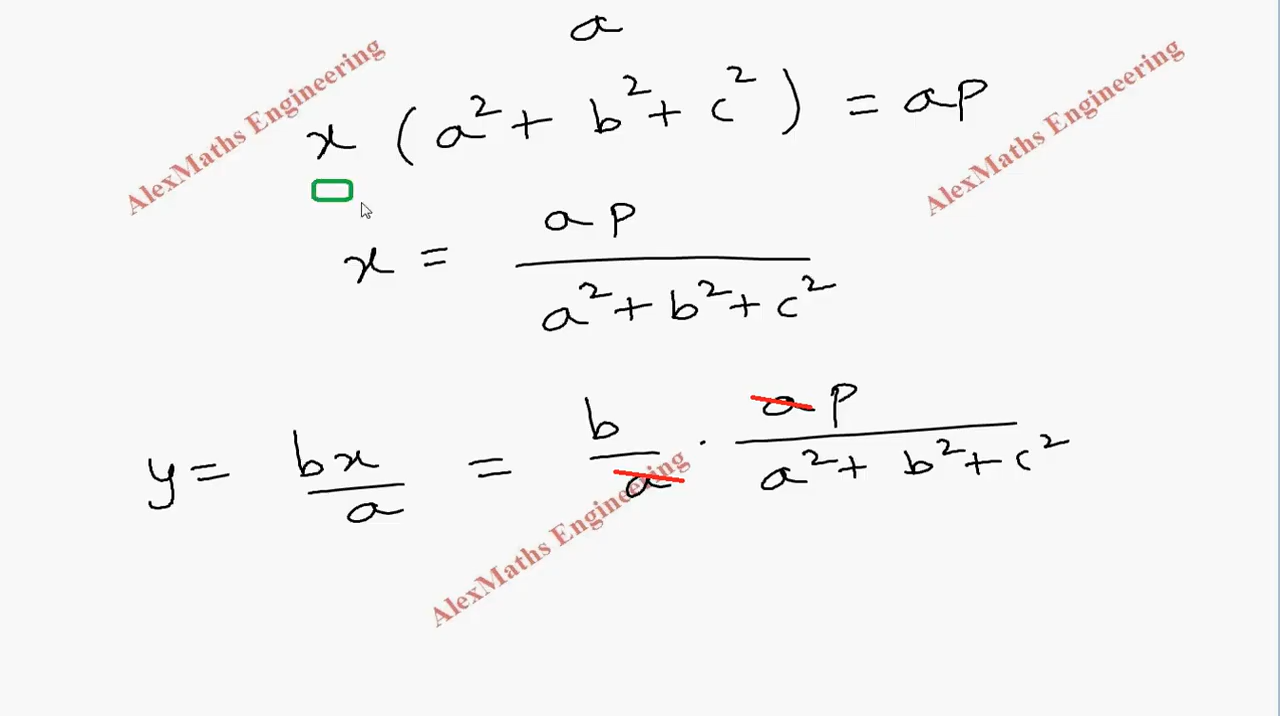 a
x (a² + b² + c²) = ap
x = ap / a² + b² + c²
y = bx / a = b / a · ap / a² + b² + c²
AlexMaths Engineering
AlexMaths Engineering
AlexMaths Engineering